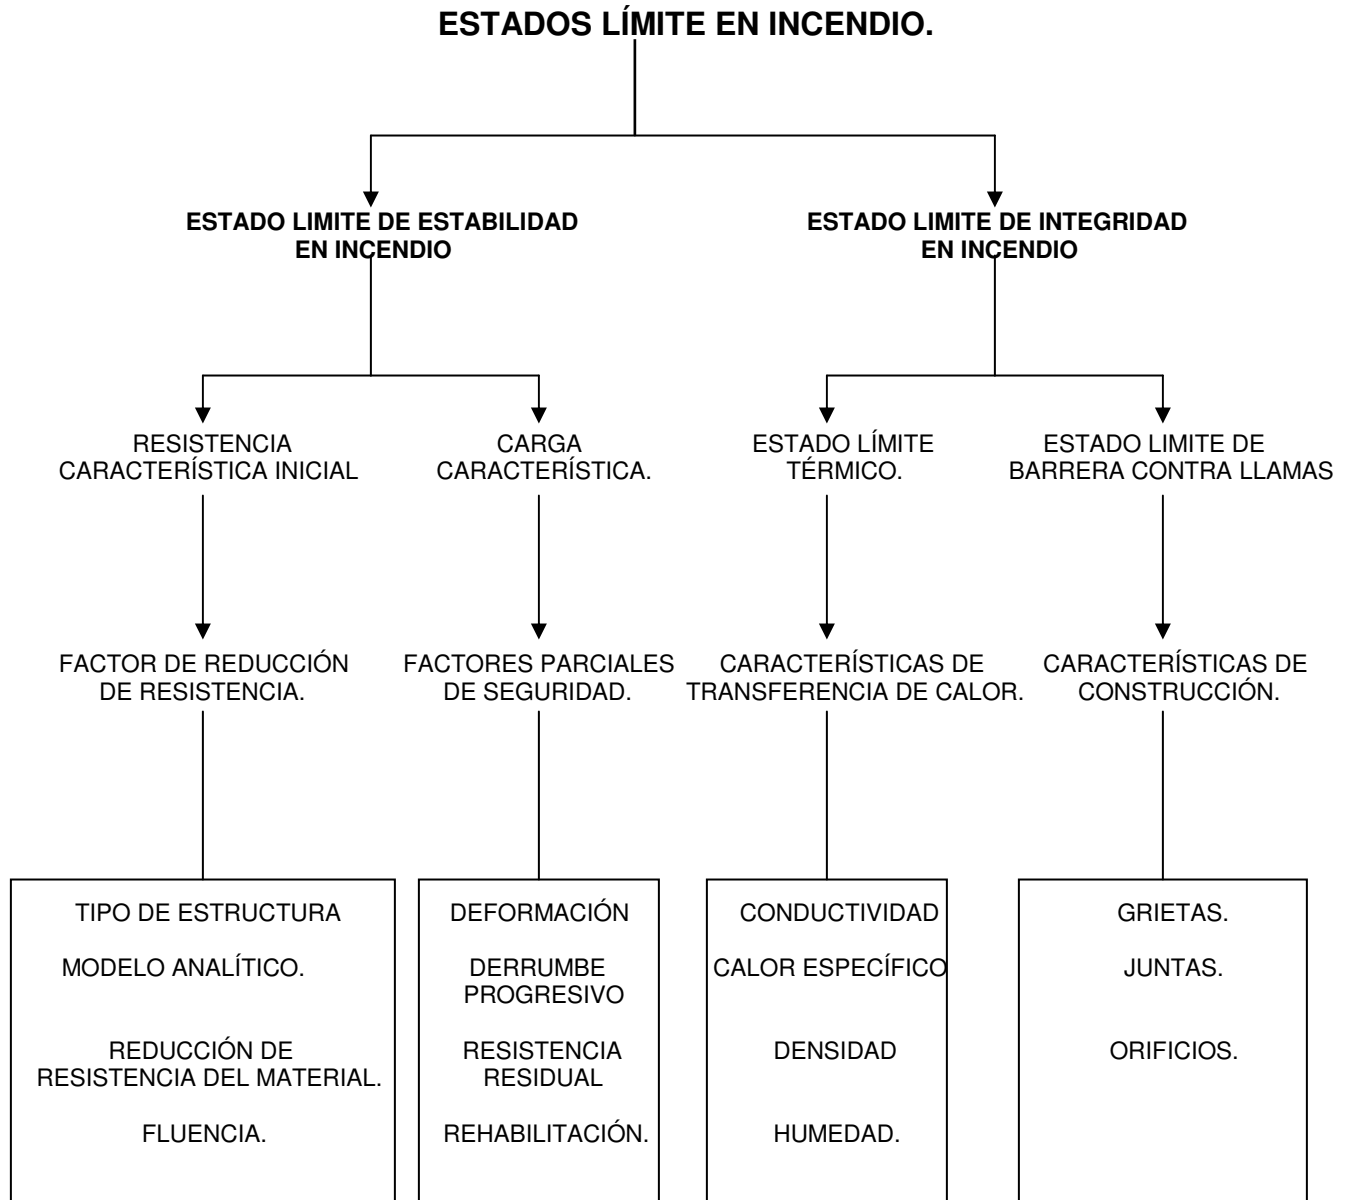 ESTADOS LÍMITE EN INCENDIO.
ESTADO LIMITE DE ESTABILIDAD
EN INCENDIO
ESTADO LIMITE DE INTEGRIDAD
EN INCENDIO
RESISTENCIA
CARACTERÍSTICA INICIAL
CARGA
CARACTERÍSTICA.
ESTADO LÍMITE
TÉRMICO.
ESTADO LIMITE DE
BARRERA CONTRA LLAMAS
FACTOR DE REDUCCIÓN
DE RESISTENCIA.
FACTORES PARCIALES
DE SEGURIDAD.
CARACTERÍSTICAS DE
TRANSFERENCIA DE CALOR.
CARACTERÍSTICAS DE
CONSTRUCCIÓN.
TIPO DE ESTRUCTURA
MODELO ANALÍTICO.
REDUCCIÓN DE
RESISTENCIA DEL MATERIAL.
FLUENCIA.
DEFORMACIÓN
DERRUMBE
PROGRESIVO
RESISTENCIA
RESIDUAL
REHABILITACIÓN.
CONDUCTIVIDAD
CALOR ESPECÍFICO
DENSIDAD
HUMEDAD.
GRIETAS.
JUNTAS.
ORIFICIOS.